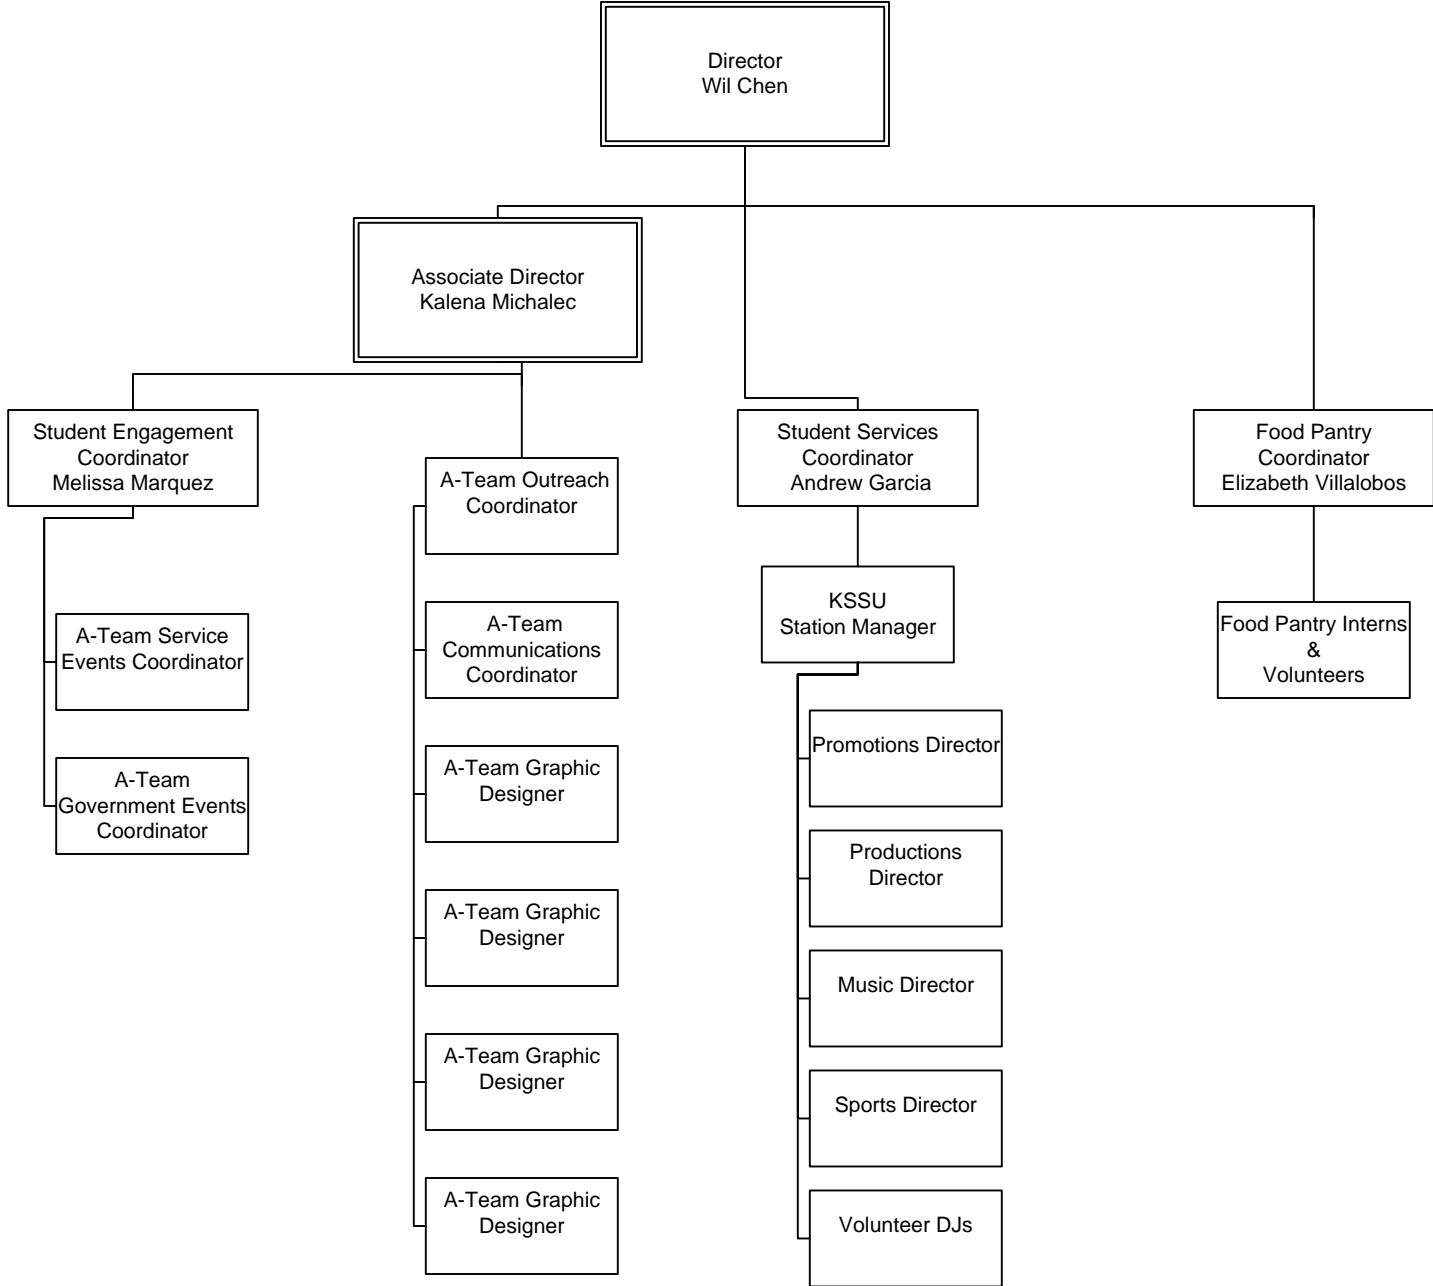 Director
Wil Chen
Associate Director
Kalena Michalec
Student Engagement
Coordinator
Melissa Marquez
A-Team Service
Events Coordinator
A-Team
Government Events
Coordinator
A-Team Outreach
Coordinator
A-Team
Communications
Coordinator
A-Team Graphic
Designer
A-Team Graphic
Designer
A-Team Graphic
Designer
A-Team Graphic
Designer
Student Services
Coordinator
Andrew Garcia
KSSU
Station Manager
Promotions Director
Productions
Director
Music Director
Sports Director
Volunteer DJs
Food Pantry
Coordinator
Elizabeth Villalobos
Food Pantry Interns
&
Volunteers